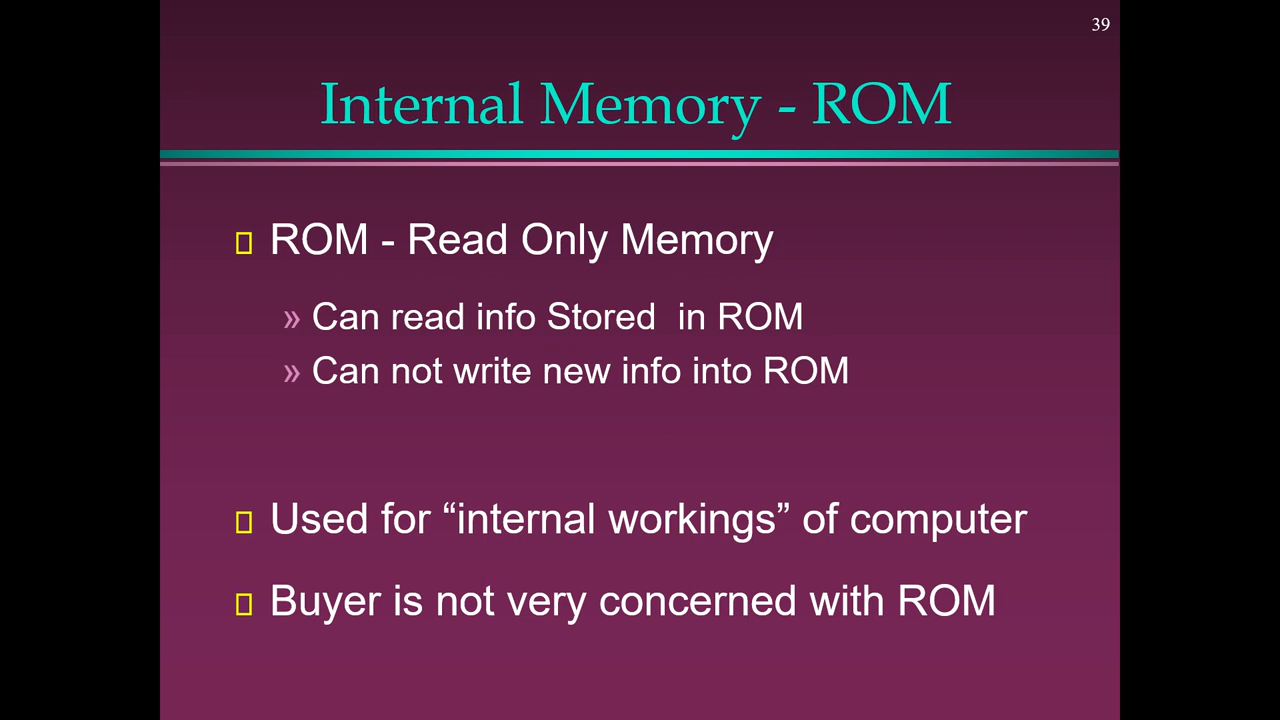 39
Internal Memory - ROM
ROM - Read Only Memory
» Can read info Stored  in ROM
» Can not write new info into ROM
Used for “internal workings” of computer
Buyer is not very concerned with ROM